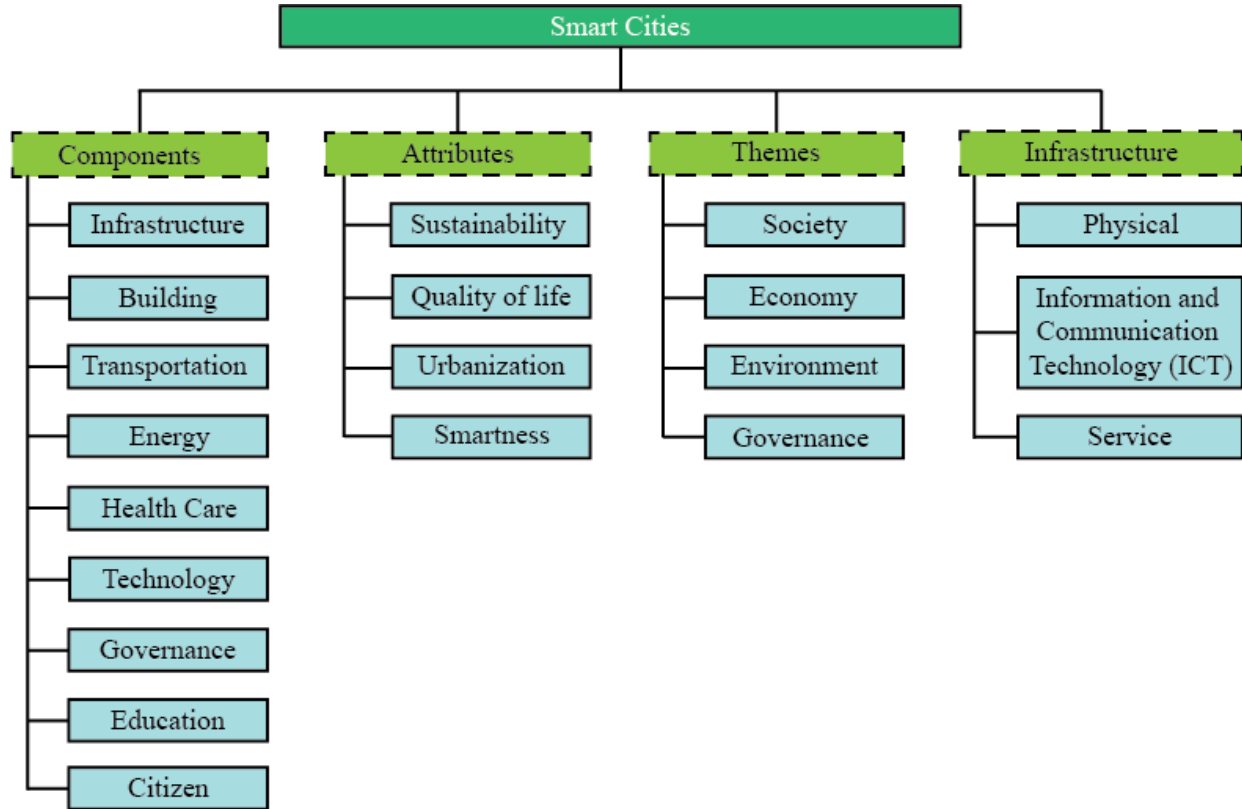 Smart Cities
Components
Attributes
Themes
Infrastructure
Infrastructure
Building
Transportation
Energy
Health Care
Technology
Governance
Education
Citizen
Sustainability
Quality of life
Urbanization
Smartness
Society
Economy
Environment
Governance
Physical
Information and
Communication
Technology (ICT)
Service